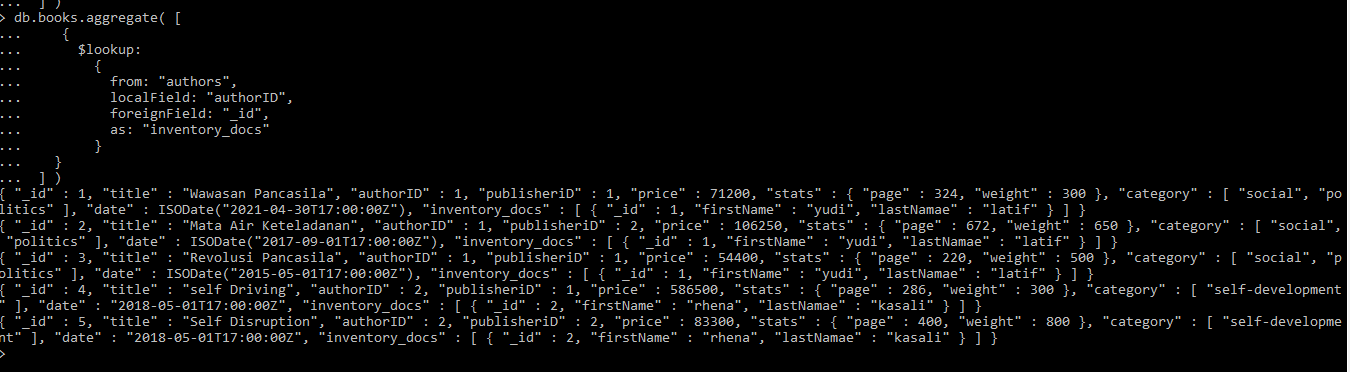 ...  ] )
> db.books.aggregate( [
...     {
...       $lookup:
...         {
...           from: "authors",
...           localField: "authorID",
...           foreignField: "_id",
...           as: "inventory_docs"
...         }
...    }
...  ] )
{ "_id" : 1, "title" : "Wawasan Pancasila", "authorID" : 1, "publisheriD" : 1, "price" : 71200, "stats" : { "page" : 324, "weight" : 300 }, "category" : [ "social", "po
litics" ], "date" : ISODate("2021-04-30T17:00:00Z"), "inventory_docs" : [ { "_id" : 1, "firstName" : "yudi", "lastNamae" : "latif" } ] }
{ "_id" : 2, "title" : "Mata Air Keteladanan", "authorID" : 1, "publisheriD" : 2, "price" : 106250, "stats" : { "page" : 672, "weight" : 650 }, "category" : [ "social",
 "politics" ], "date" : ISODate("2017-09-01T17:00:00Z"), "inventory_docs" : [ { "_id" : 1, "firstName" : "yudi", "lastNamae" : "latif" } ] }
{ "_id" : 3, "title" : "Revolusi Pancasila", "authorID" : 1, "publisheriD" : 1, "price" : 54400, "stats" : { "page" : 220, "weight" : 500 }, "category" : [ "social", "p
olitics" ], "date" : ISODate("2015-05-01T17:00:00Z"), "inventory_docs" : [ { "_id" : 1, "firstName" : "yudi", "lastNamae" : "latif" } ] }
{ "_id" : 4, "title" : "self Driving", "authorID" : 2, "publisheriD" : 1, "price" : 586500, "stats" : { "page" : 286, "weight" : 300 }, "category" : [ "self-development
" ], "date" : "2018-05-01T17:00:00Z", "inventory_docs" : [ { "_id" : 2, "firstName" : "rhena", "lastNamae" : "kasali" } ] }
{ "_id" : 5, "title" : "Self Disruption", "authorID" : 2, "publisheriD" : 2, "price" : 83300, "stats" : { "page" : 400, "weight" : 800 }, "category" : [ "self-developme
nt" ], "date" : "2018-05-01T17:00:00Z", "inventory_docs" : [ { "_id" : 2, "firstName" : "rhena", "lastNamae" : "kasali" } ] }
>